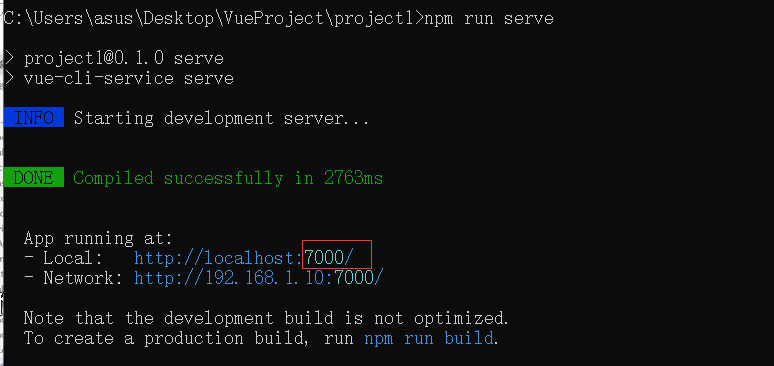 C:\Users\asus\Desktop\VueProject\project1>npm run serve
> project1@0.1.0 serve
> vue-cli-service serve
INFO Starting development server...
DONE Compiled successfully in 2763ms
App running at:
- Local: http://localhost:7000/
- Network: http://192.168.1.10:7000/
Note that the development build is not optimized.
To create a production build, run npm run build.